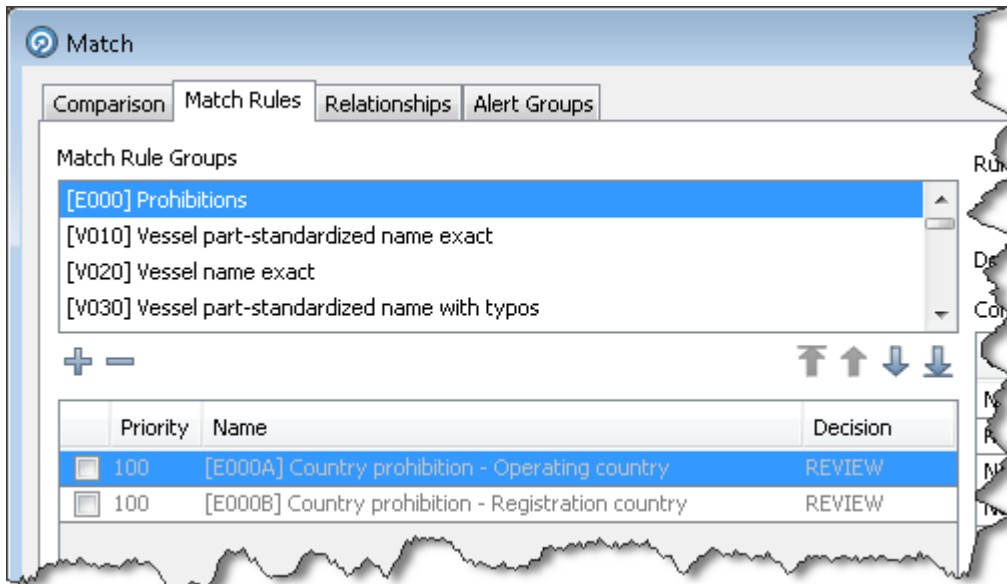 Match
Comparison Match Rules Relationships Alert Groups
Match Rule Groups
[E000] Prohibitions
[V010] Vessel part-standardized name exact
[V020] Vessel name exact
[V030] Vessel part-standardized name with typos
Priority Name Decision
100 [E000A] Country prohibition - Operating country REVIEW
100 [E000B] Country prohibition - Registration country REVIEW